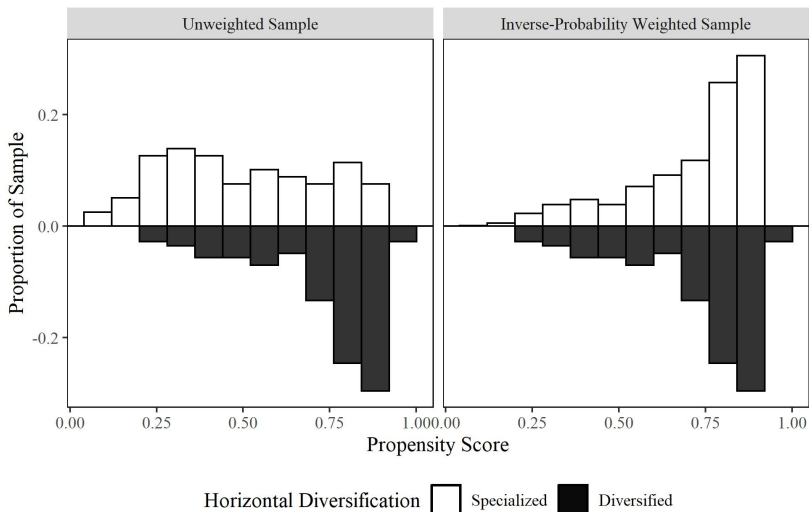 Unweighted Sample
Inverse-Probability Weighted Sample
Proportion of Sample
0.2
0.0
-0.2
0.00 0.25 0.50 0.75 1.000.00 0.25 0.50 0.75 1.00
Propensity Score
Horizontal Diversification Specialized Diversified